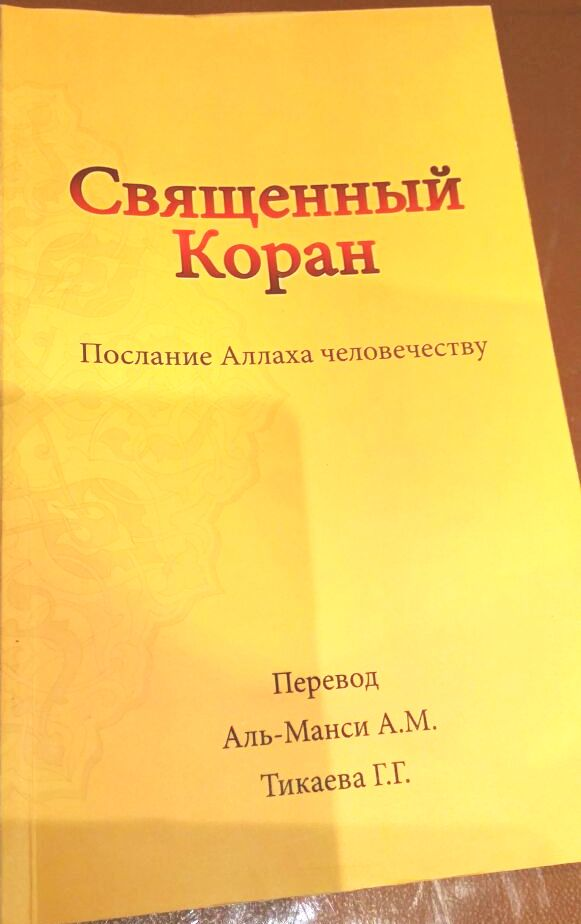 Священный
Коран
Послание Аллаха человечеству
Перевод
Аль-Манси А.М.
Тикаева Г.Г.